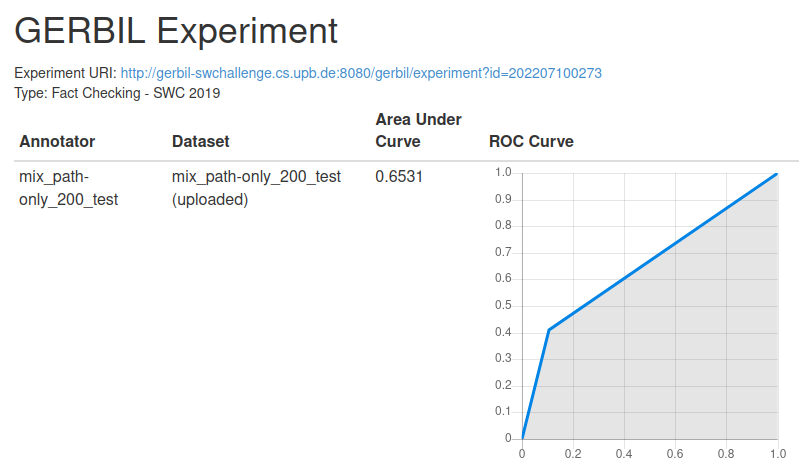 GERBIL Experiment
Experiment URI: http://gerbil-swchallenge.cs.upb.de:8080/gerbil/experiment?id=202207100273
Type: Fact Checking - SWC 2019
Annotator Dataset Area Under Curve ROC Curve
mix_path-only_200_test mix_path-only_200_test (uploaded) 0.6531
1.0
0.9
0.8
0.7
0.6
0.5
0.4
0.3
0.2
0.1
0
0 0.2 0.4 0.6 0.8 1.0